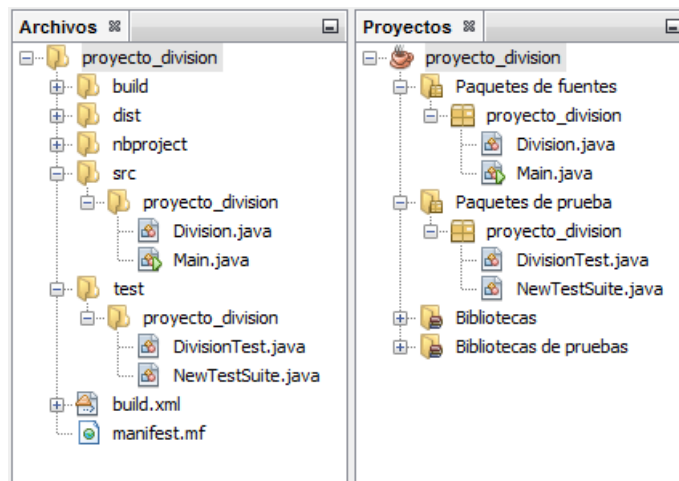 Archivos
proyecto_division
build
dist
nbproject
src
proyecto_division
Division.java
Main.java
test
proyecto_division
DivisionTest.java
NewTestSuite.java
build.xml
manifest.mf
Proyectos
proyecto_division
Paquetes de fuentes
proyecto_division
Division.java
Main.java
Paquetes de prueba
proyecto_division
DivisionTest.java
NewTestSuite.java
Bibliotecas
Bibliotecas de pruebas